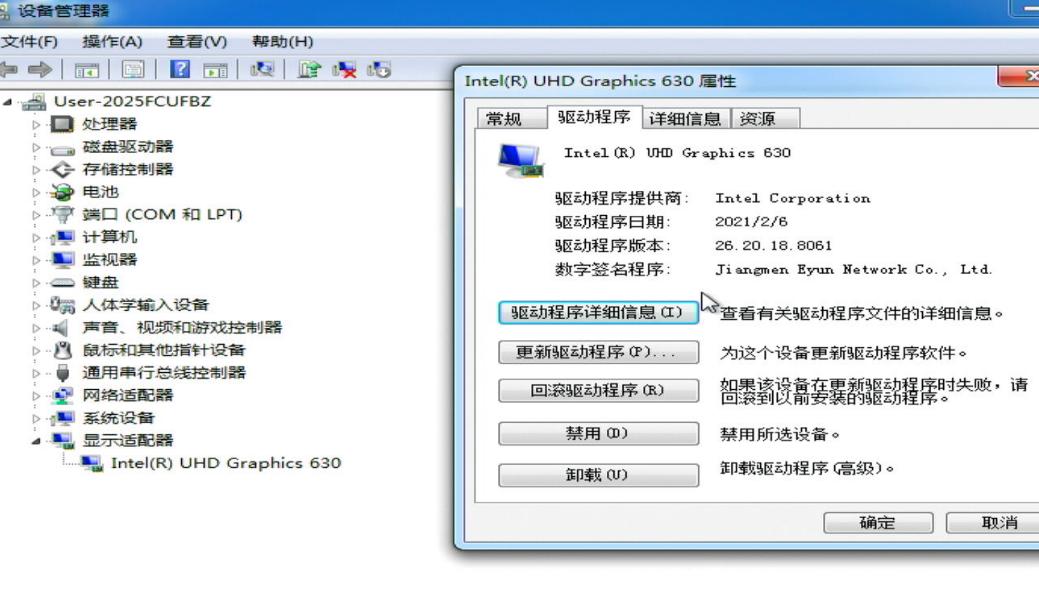 设备管理器
文件(F) 操作(A) 查看(V) 帮助(H)
User-2025FCUFBZ
处理器
磁盘驱动器
存储控制器
电池
端口 (COM 和 LPT)
计算机
监视器
键盘
人体学输入设备
声音、视频和游戏控制器
鼠标和其他指针设备
通用串行总线控制器
网络适配器
系统设备
显示适配器
Intel(R) UHD Graphics 630
Intel(R) UHD Graphics 630 属性
常规 驱动程序 详细信息 资源
Intel(R) UHD Graphics 630
驱动程序提供商: Intel Corporation
驱动程序日期: 2021/2/6
驱动程序版本: 26.20.18.8061
数字签名程序: Jiangmen Eyun Network Co., Ltd.
驱动程序详细信息(I) 查看有关驱动程序文件的详细信息。
更新驱动程序(P)... 为这个设备更新驱动程序软件。
回滚驱动程序(R) 如果该设备在更新驱动程序时失败，请
回滚到以前安装的驱动程序。
禁用(D) 禁用所选设备。
卸载(U) 卸载驱动程序(高级)。
确定 取消